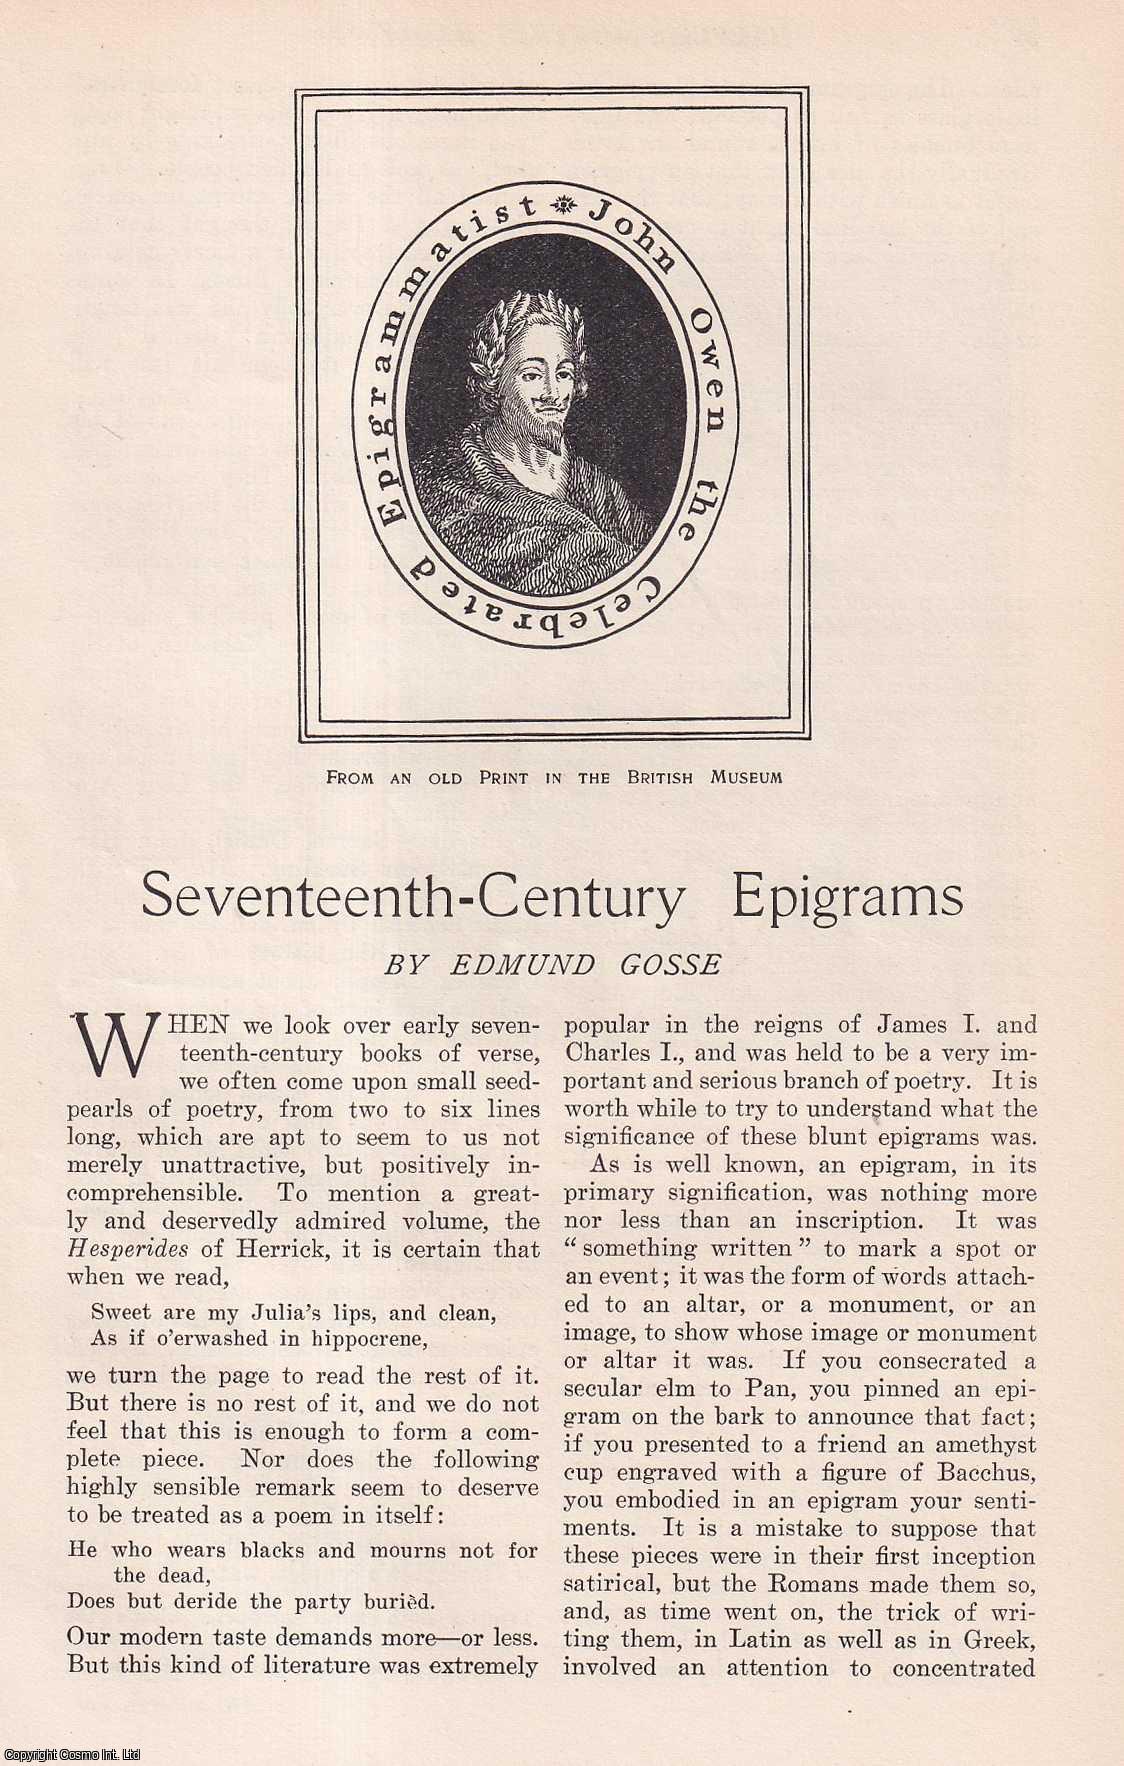 John Owen the Celebrated Epigrammatist
FROM AN OLD PRINT IN THE BRITISH MUSEUM
Seventeenth-Century Epigrams
BY EDMUND GOSSE
WHEN we look over early seven-
teenth-century books of verse,
we often come upon small seed-
pearls of poetry, from two to six lines
long, which are apt to seem to us not
merely unattractive, but positively in-
comprehensible. To mention a great-
ly and deservedly admired volume, the
Hesperides of Herrick, it is certain that
when we read,
Sweet are my Julia's lips, and clean,
As if o'erwashed in hippocrene,
we turn the page to read the rest of it.
But there is no rest of it, and we do not
feel that this is enough to form a com-
plete piece. Nor does the following
highly sensible remark seem to deserve
to be treated as a poem in itself:
He who wears blacks and mourns not for
the dead,
Does but deride the party burièd.
Our modern taste demands more—or less.
But this kind of literature was extremely
popular in the reigns of James I. and
Charles I., and was held to be a very im-
portant and serious branch of poetry. It is
worth while to try to understand what the
significance of these blunt epigrams was.
As is well known, an epigram, in its
primary signification, was nothing more
nor less than an inscription. It was
"something written" to mark a spot or
an event; it was the form of words attach-
ed to an altar, or a monument, or an
image, to show whose image or monument
or altar it was. If you consecrated a
secular elm to Pan, you pinned an epi-
gram on the bark to announce that fact;
if you presented to a friend an amethyst
cup engraved with a figure of Bacchus,
you embodied in an epigram your senti-
ments. It is a mistake to suppose that
these pieces were in their first inception
satirical, but the Romans made them so,
and, as time went on, the trick of wri-
ting them, in Latin as well as in Greek,
involved an attention to concentrated
Copyright Cosmo Int. Ltd